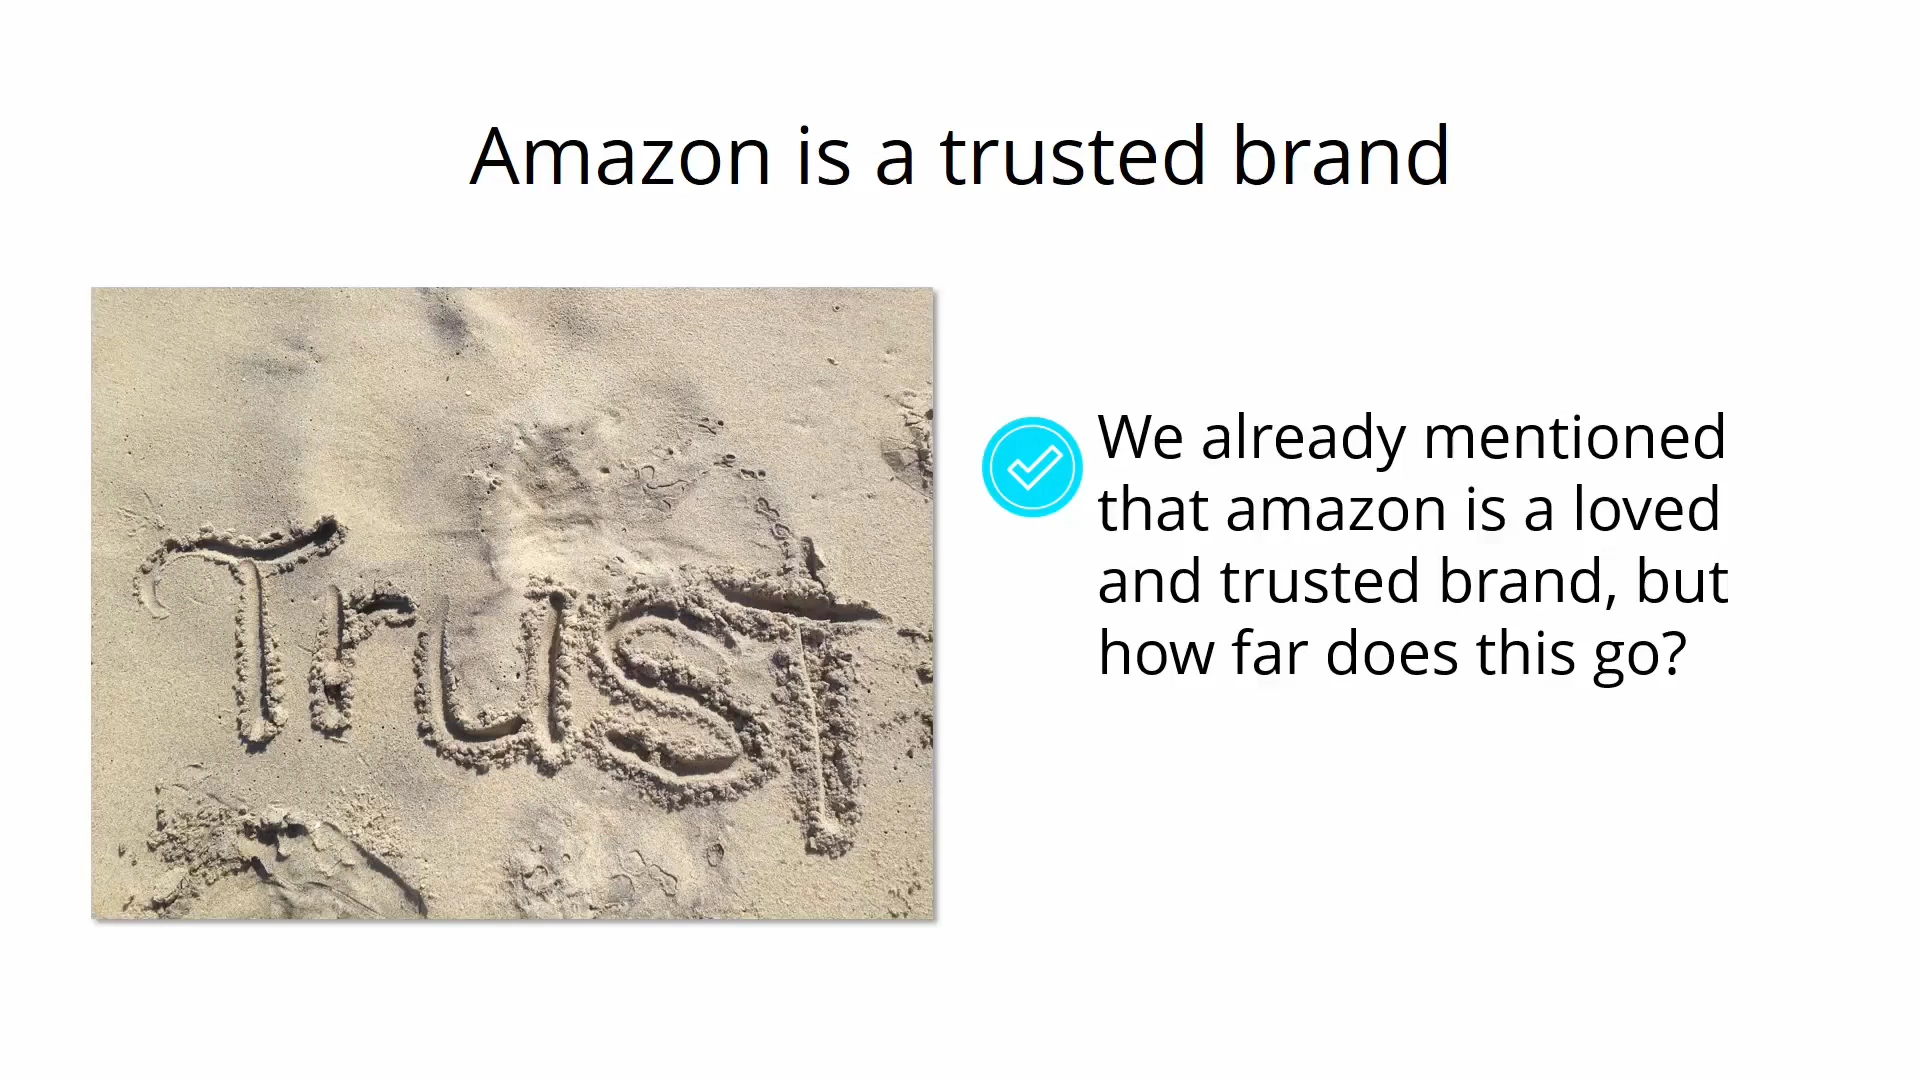 Amazon is a trusted brand
Trust
We already mentioned
that amazon is a loved
and trusted brand, but
how far does this go?